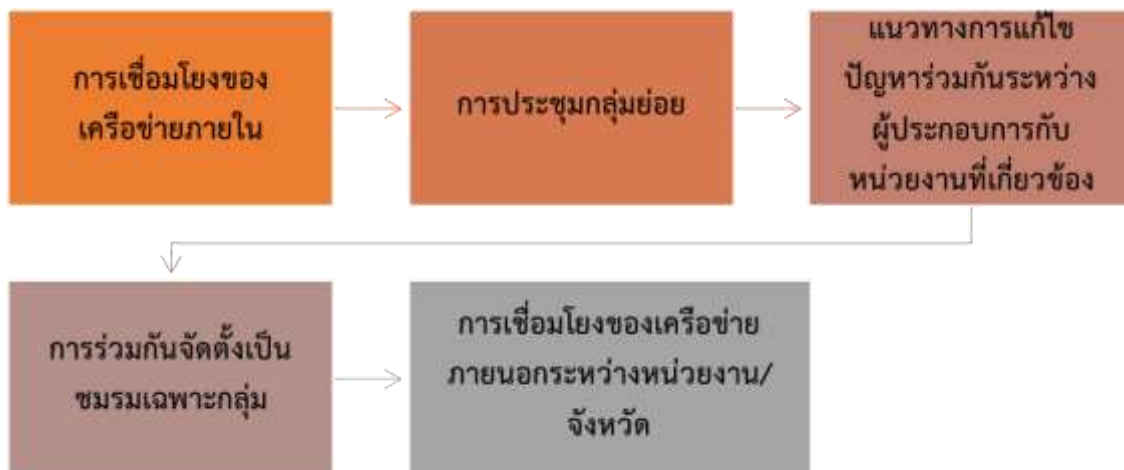 การเชื่อมโยงของ
เครือข่ายภายใน
การประชุมกลุ่มย่อย
แนวทางการแก้ไข
ปัญหาร่วมกันระหว่าง
ผู้ประกอบการกับ
หน่วยงานที่เกี่ยวข้อง
การร่วมกันจัดตั้งเป็น
ชมรมเฉพาะกลุ่ม
การเชื่อมโยงของเครือข่าย
ภายนอกระหว่างหน่วยงาน/
จังหวัด